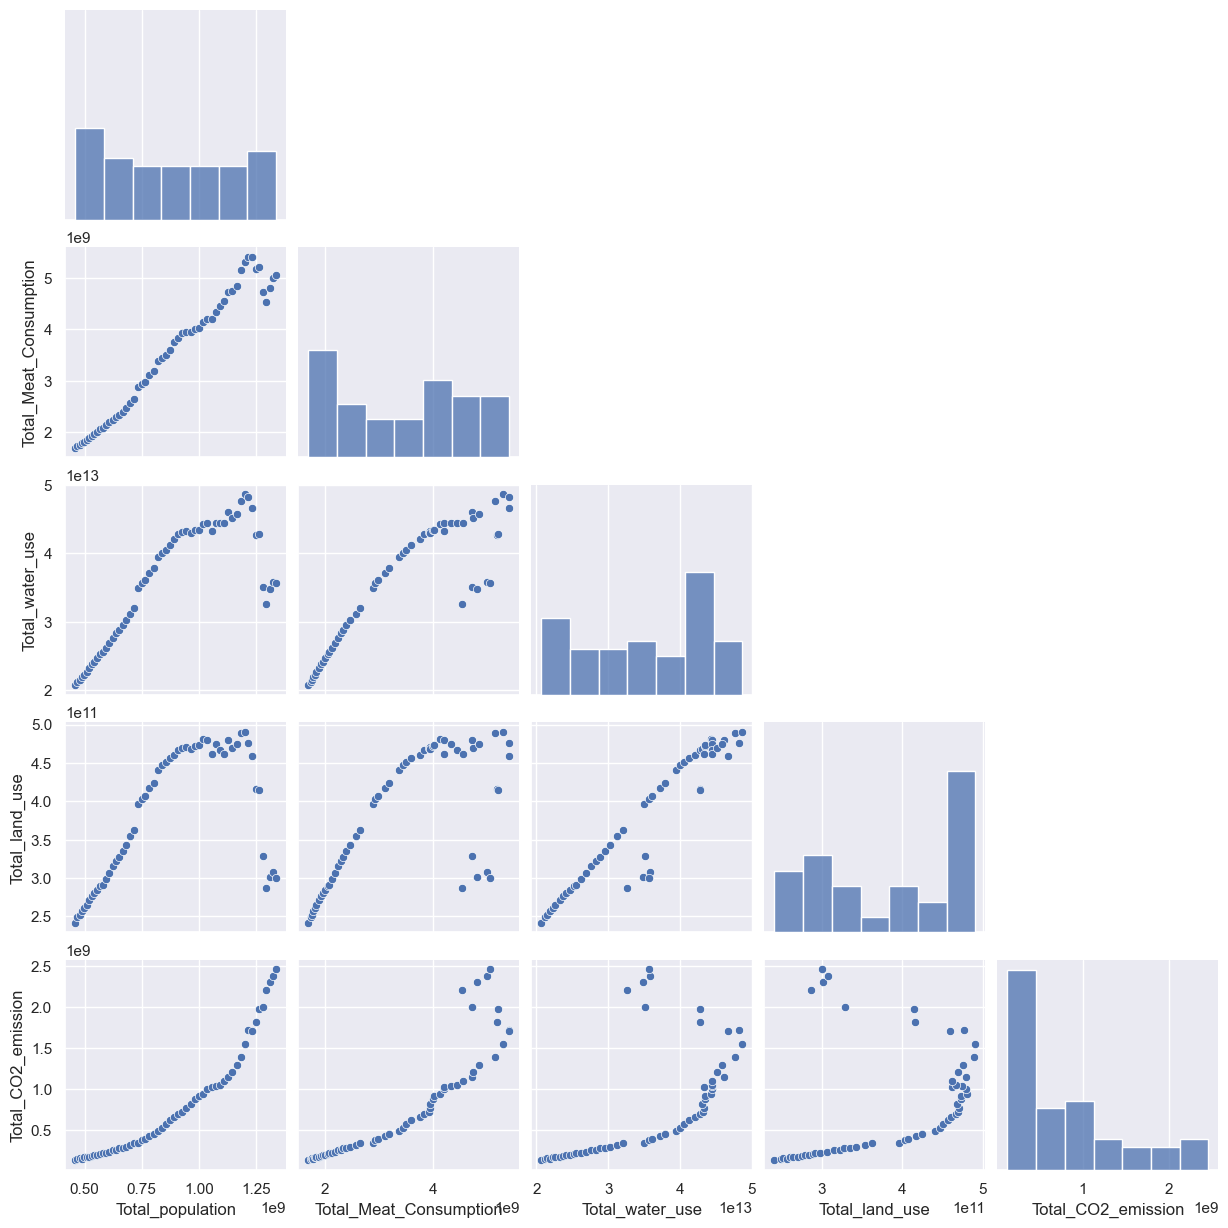 1e9
5
4
3
2
Total_Meat_Consumption
1e13
5
4
3
2
Total_water_use
1e11
5.0
4.5
4.0
3.5
3.0
2.5
Total_land_use
1e9
2.5
2.0
1.5
1.0
0.5
Total_CO2_emission
0.50 0.75 1.00 1.25
Total_population
1e9
2 4
Total_Meat_Consumption
1e9
2 3 4 5
Total_water_use
1e13
3 4 5
Total_land_use
1e11
1 2
Total_CO2_emission
1e9